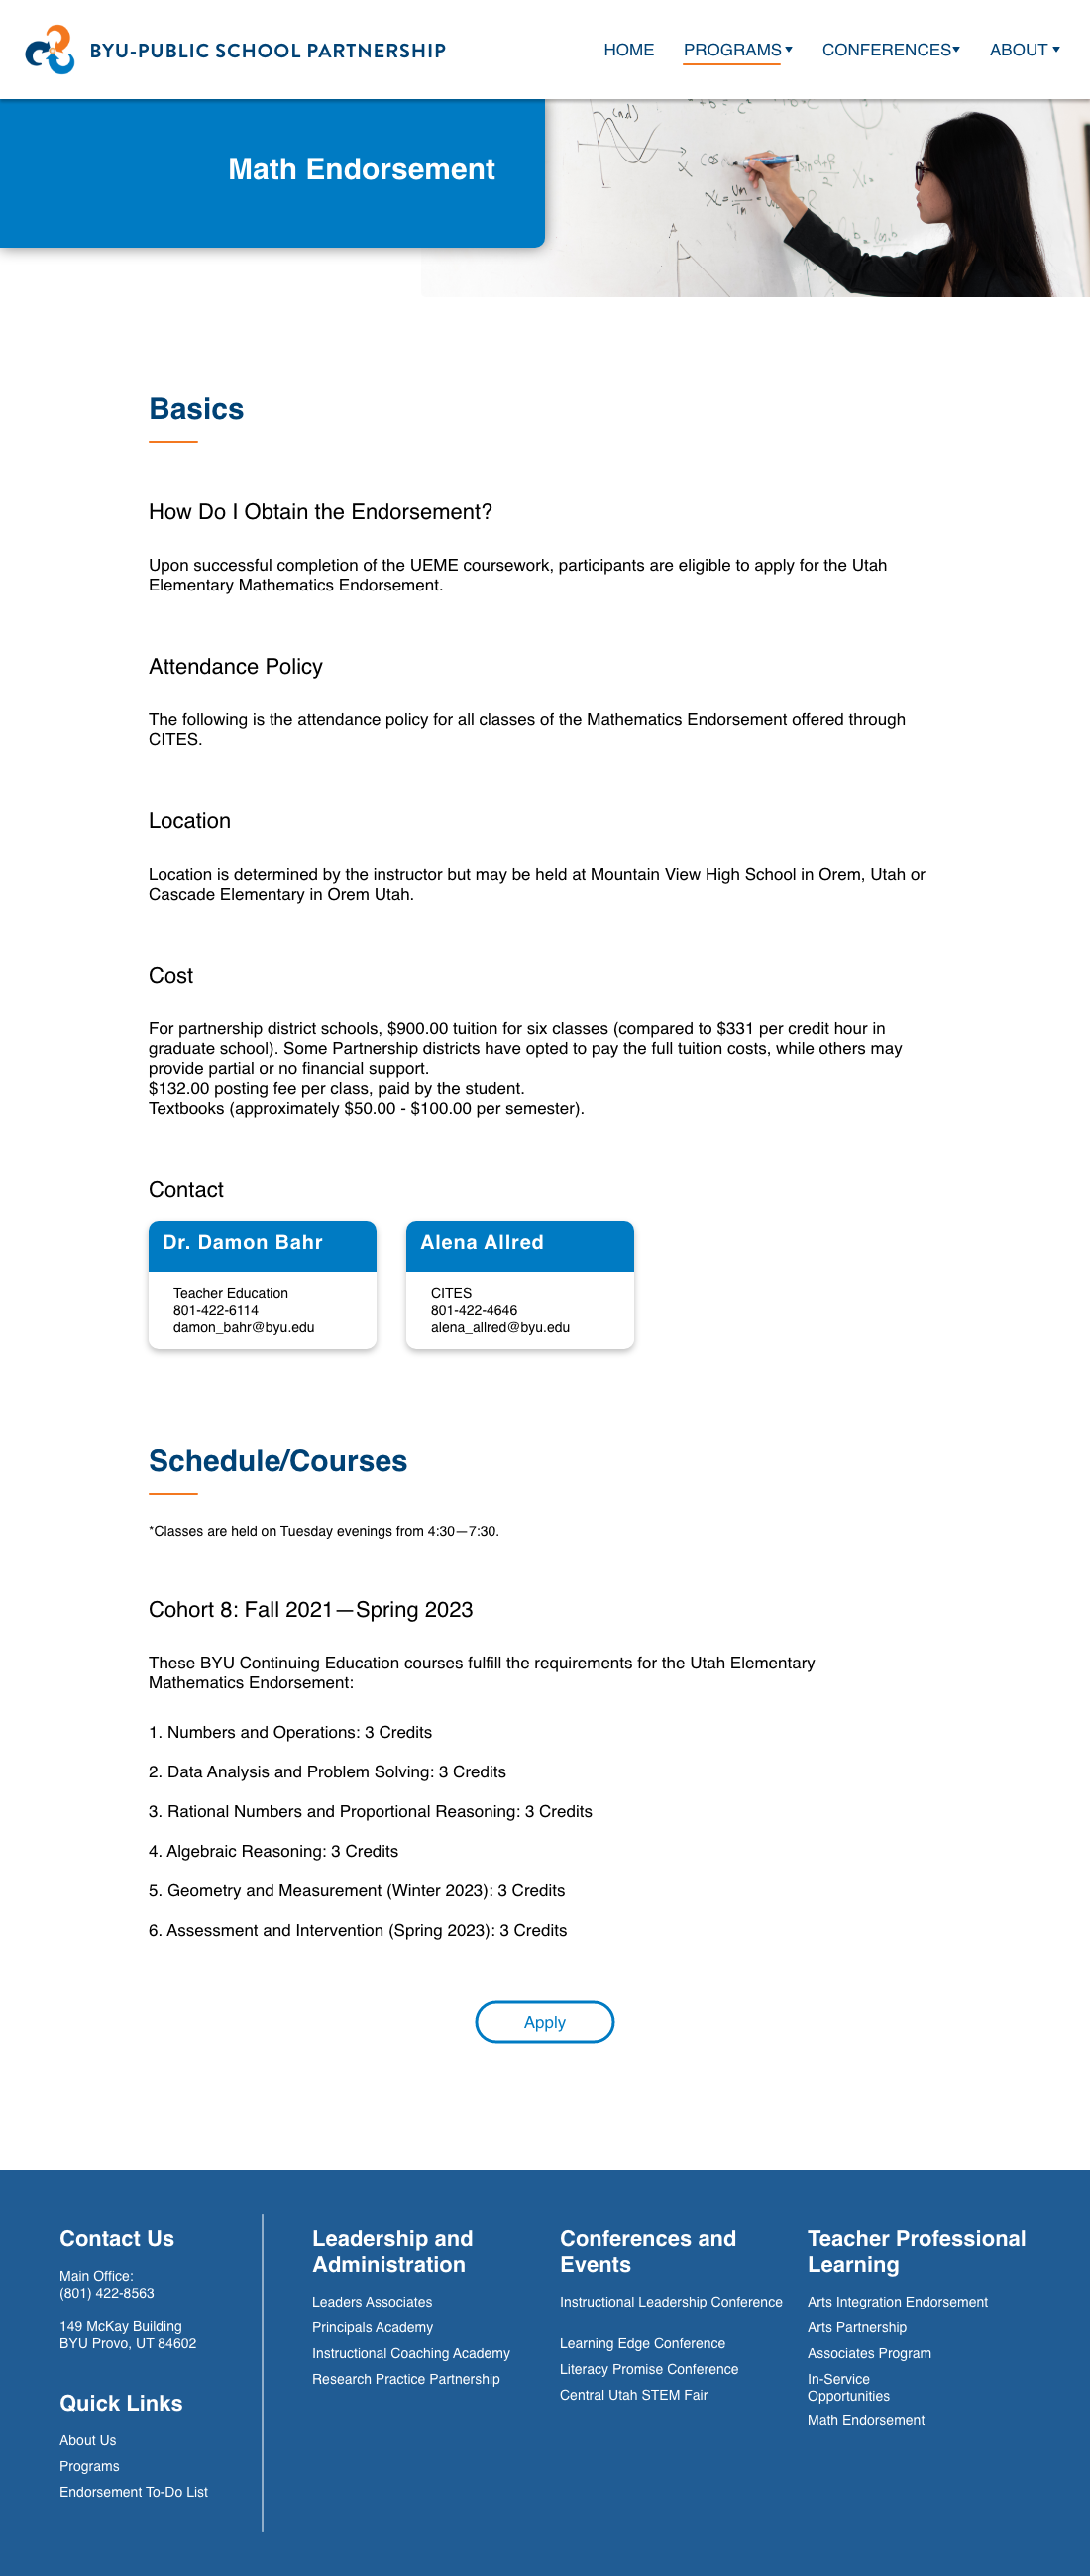 BYU-PUBLIC SCHOOL PARTNERSHIP
HOME PROGRAMS CONFERENCES ABOUT
Math Endorsement
Basics
How Do I Obtain the Endorsement?
Upon successful completion of the UEME coursework, participants are eligible to apply for the Utah
Elementary Mathematics Endorsement.
Attendance Policy
The following is the attendance policy for all classes of the Mathematics Endorsement offered through
CITES.
Location
Location is determined by the instructor but may be held at Mountain View High School in Orem, Utah or
Cascade Elementary in Orem Utah.
Cost
For partnership district schools, $900.00 tuition for six classes (compared to $331 per credit hour in
graduate school). Some Partnership districts have opted to pay the full tuition costs, while others may
provide partial or no financial support.
$132.00 posting fee per class, paid by the student.
Textbooks (approximately $50.00 - $100.00 per semester).
Contact
Dr. Damon Bahr
Teacher Education
801-422-6114
damon_bahr@byu.edu
Alena Allred
CITES
801-422-4646
alena_allred@byu.edu
Schedule/Courses
*Classes are held on Tuesday evenings from 4:30—7:30.
Cohort 8: Fall 2021—Spring 2023
These BYU Continuing Education courses fulfill the requirements for the Utah Elementary
Mathematics Endorsement:
1. Numbers and Operations: 3 Credits
2. Data Analysis and Problem Solving: 3 Credits
3. Rational Numbers and Proportional Reasoning: 3 Credits
4. Algebraic Reasoning: 3 Credits
5. Geometry and Measurement (Winter 2023): 3 Credits
6. Assessment and Intervention (Spring 2023): 3 Credits
Apply
Contact Us
Main Office:
(801) 422-8563
149 McKay Building
BYU Provo, UT 84602
Quick Links
About Us
Programs
Endorsement To-Do List
Leadership and
Administration
Leaders Associates
Principals Academy
Instructional Coaching Academy
Research Practice Partnership
Conferences and
Events
Instructional Leadership Conference
Learning Edge Conference
Literacy Promise Conference
Central Utah STEM Fair
Teacher Professional
Learning
Arts Integration Endorsement
Arts Partnership
Associates Program
In-Service
Opportunities
Math Endorsement